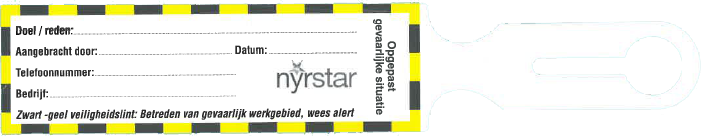 Doel / reden:
Aangebracht door: Datum:
Telefoonnummer:
Bedrijf:
nyrstar
Zwart -geel veiligheidslint: Betreden van gevaarlijk werkgebied, wees alert
Opgepast
gevaarlijke situatie